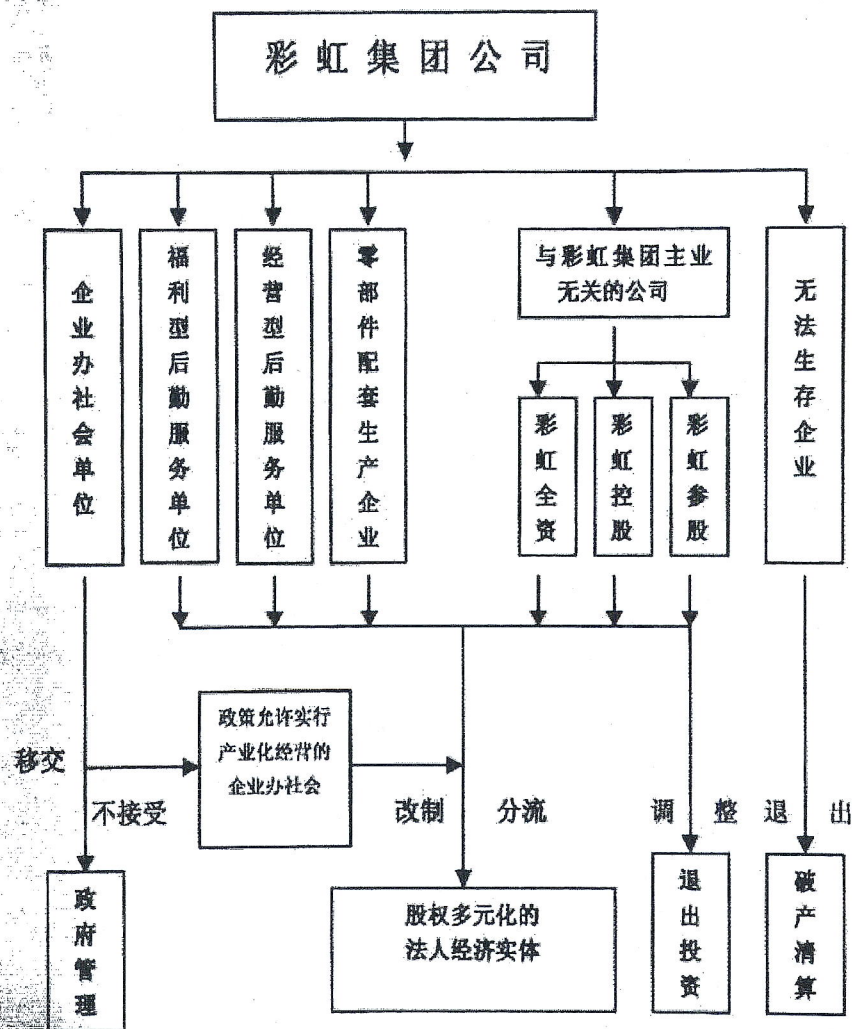 彩虹集团公司
企业办社会单位
福利型后勤服务单位
经营型后勤服务单位
零部件配套生产企业
与彩虹集团主业
无关的公司
无法生存企业
彩虹全资
彩虹控股
彩虹参股
政策允许实行
产业化经营的
企业办社会
移交
不接受
改制 分流
调整退出
政府管理
股权多元化的
法人经济实体
退出投资
破产清算